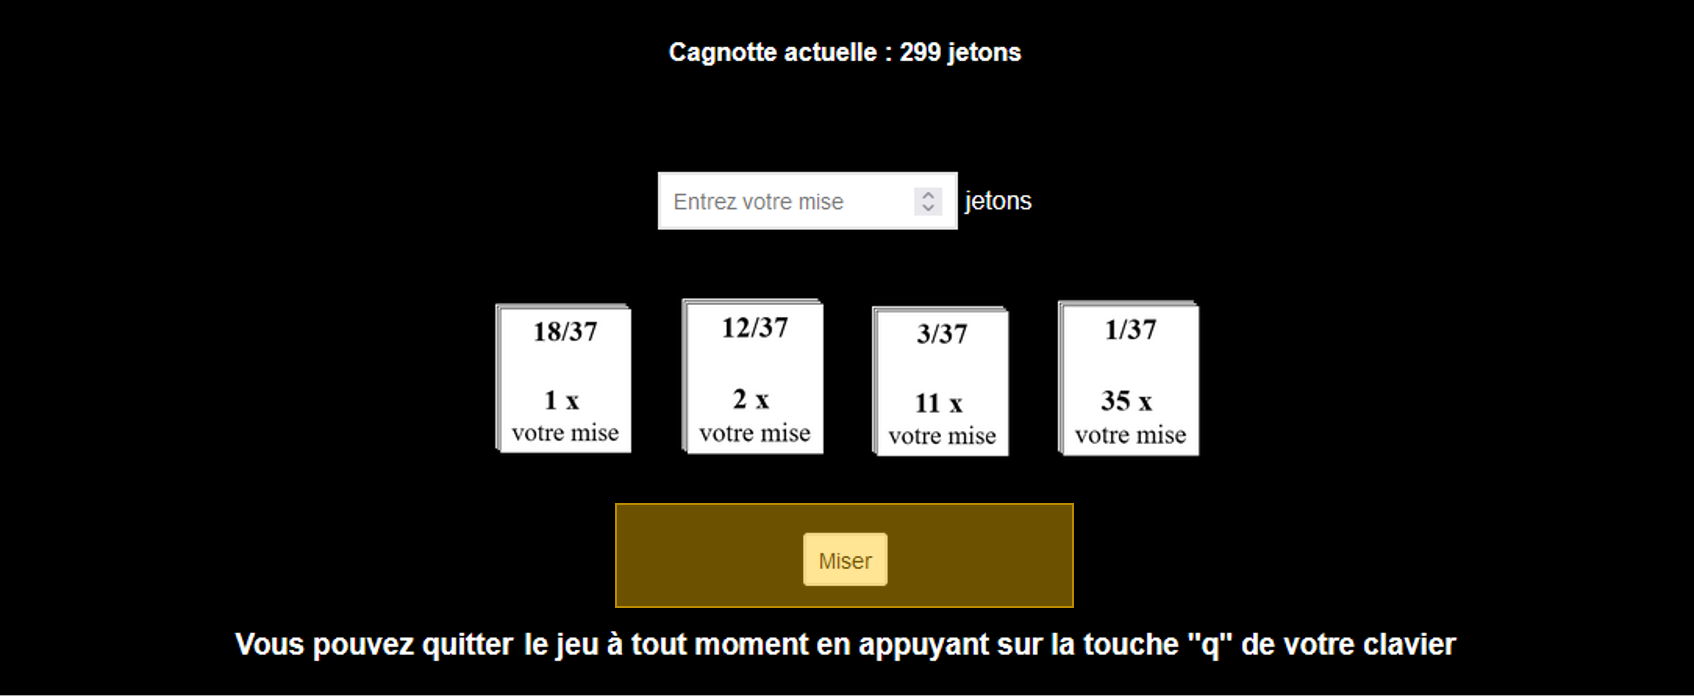 Cagnotte actuelle : 299 jetons
Entrez votre mise jetons
18/37 12/37 3/37 1/37
1 x 2 x 11 x 35 x
votre mise votre mise votre mise votre mise
Miser
Vous pouvez quitter le jeu à tout moment en appuyant sur la touche "q" de votre clavier